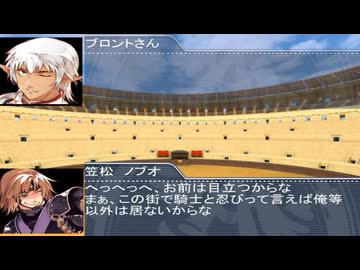 ブロントさん
笠松　ノブオ
へっへっへ、お前は目立つからな
まぁ、この街で騎士と忍びって言えば俺等
以外は居ないからな